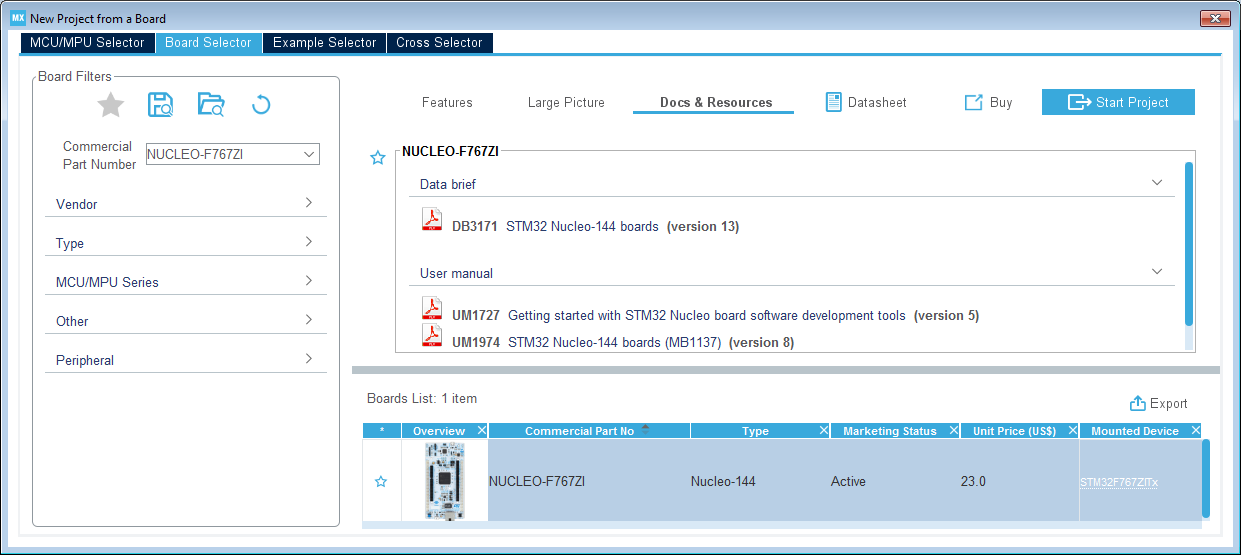 MX New Project from a Board
MCU/MPU Selector Board Selector Example Selector Cross Selector
Board Filters
Commercial
Part Number
NUCLEO-F767ZI
Vendor
Type
MCU/MPU Series
Other
Peripheral
Features Large Picture Docs & Resources Datasheet Buy Start Project
NUCLEO-F767ZI
Data brief
DB3171 STM32 Nucleo-144 boards (version 13)
User manual
UM1727 Getting started with STM32 Nucleo board software development tools (version 5)
UM1974 STM32 Nucleo-144 boards (MB1137) (version 8)
Boards List: 1 item
Export
* Overview Commercial Part No Type Marketing Status Unit Price (US$) Mounted Device
NUCLEO-F767ZI Nucleo-144 Active 23.0 STM32F767ZITx